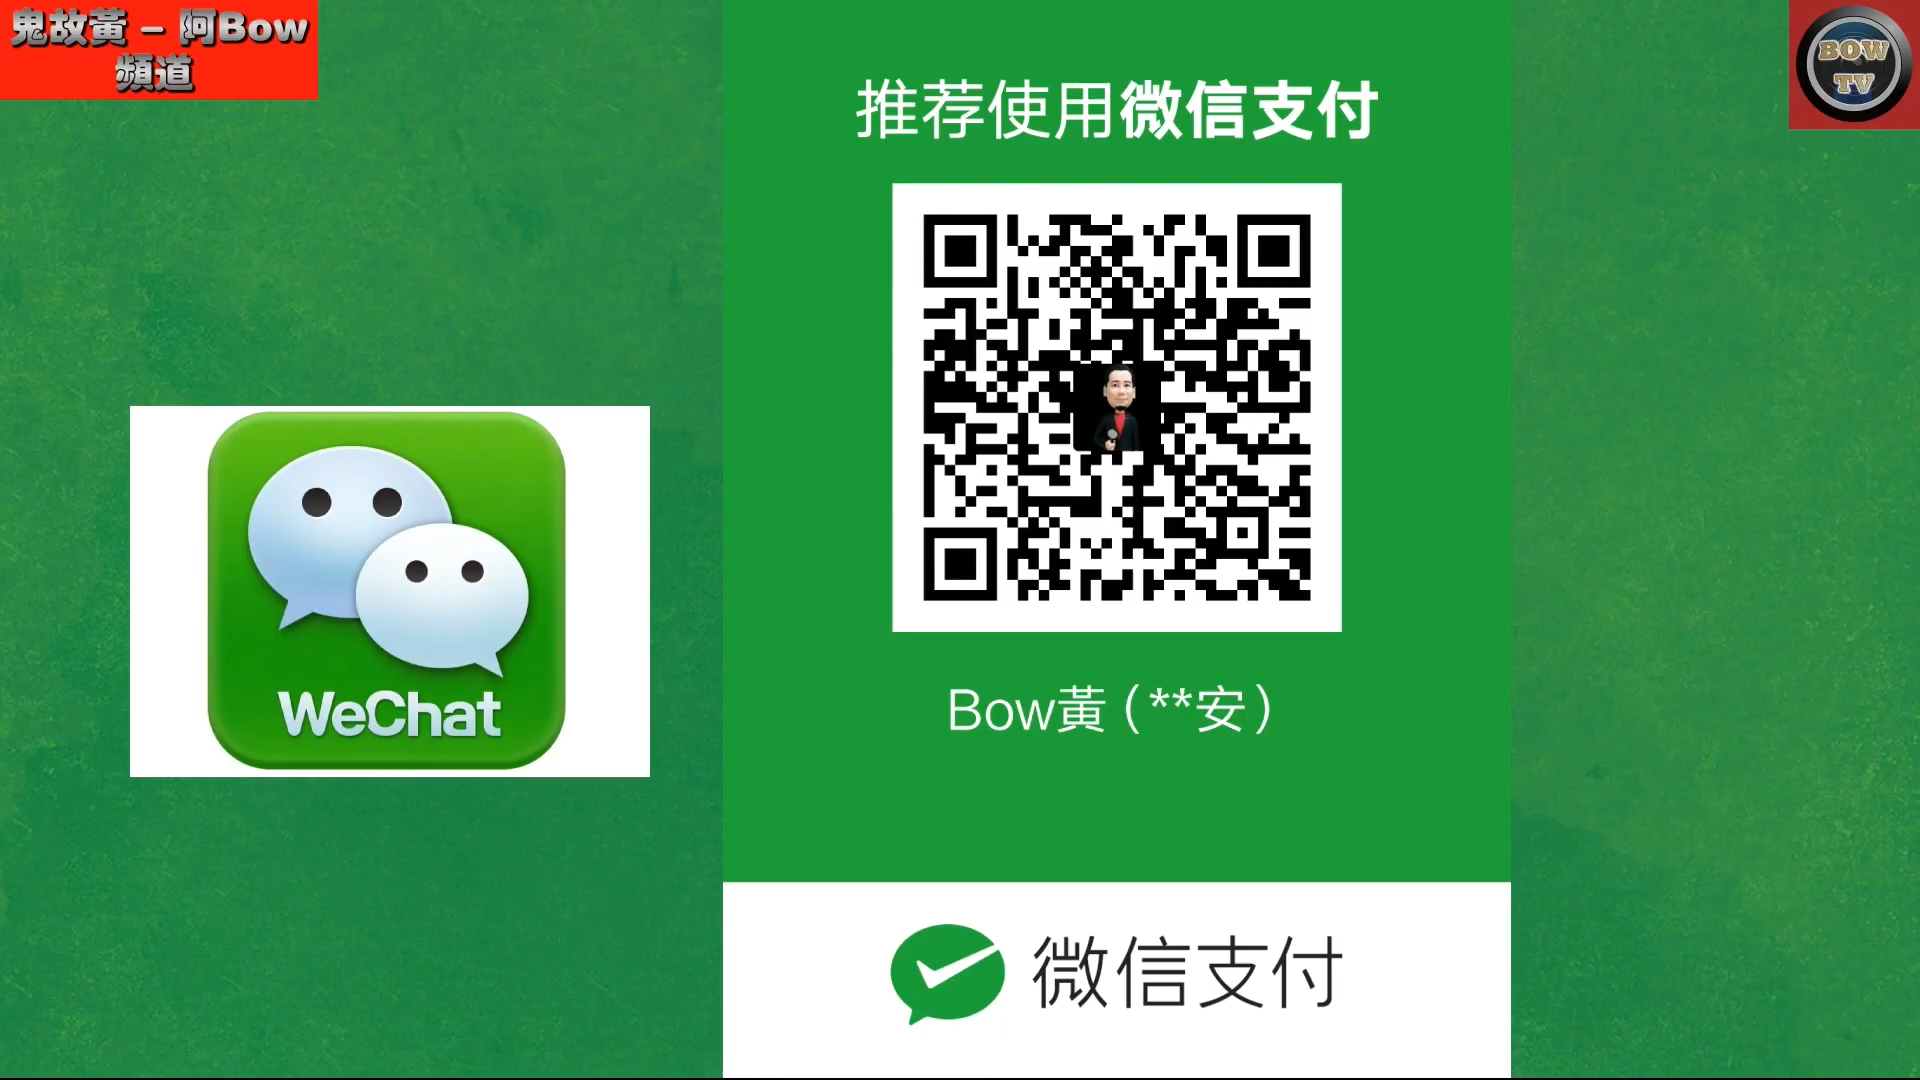 鬼故黃 – 阿Bow
頻道
BOW
TV
推荐使用微信支付
WeChat
Bow黃（**安）
微信支付